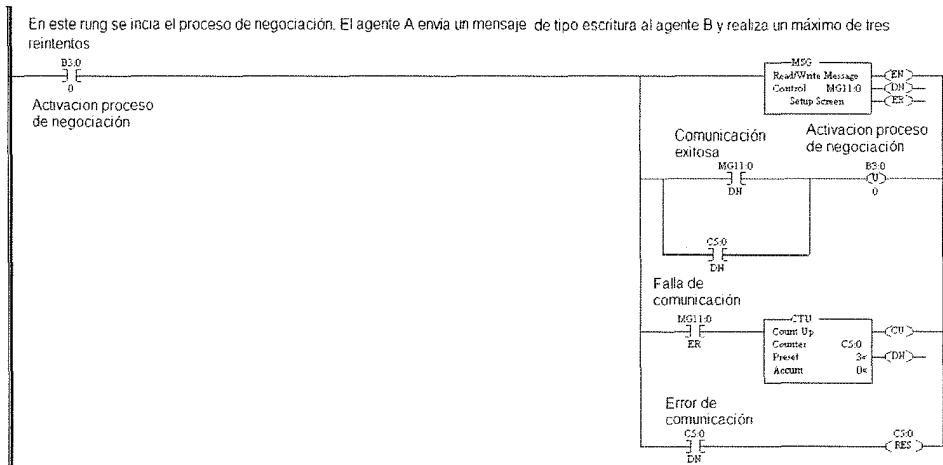 En este rung se incia el proceso de negociación. El agente A envia un mensaje de tipo escritura al agente B y realiza un máximo de tres
reintentos
B3:0
0
Activación proceso
de negociación
MSG
Read/Write Message
Control MG11:0
Setup Screen
EN
DN
ER
Comunicación
exitosa
MG11:0
DN
Activacion proceso
de negociación
B3:0
U
0
C5:0
DN
Falla de
comunicación
MG11:0
ER
CTU
Count Up
Counter C5:0
Preset 3<
Accum 0<
CU
DN
Error de
comunicación
C5:0
DN
C5:0
RES